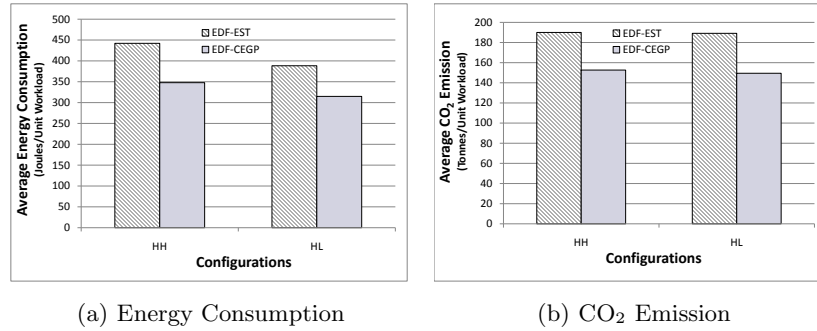 Average Energy Consumption
(Joules/Unit Workload)
500
450
400
350
300
250
200
150
100
50
0
EDF-EST
EDF-CEGP
HH
HL
Configurations
(a) Energy Consumption
Average CO₂ Emission
(Tonnes/Unit Workload)
200
180
160
140
120
100
80
60
40
20
0
EDF-EST
EDF-CEGP
HH
HL
Configurations
(b) CO₂ Emission